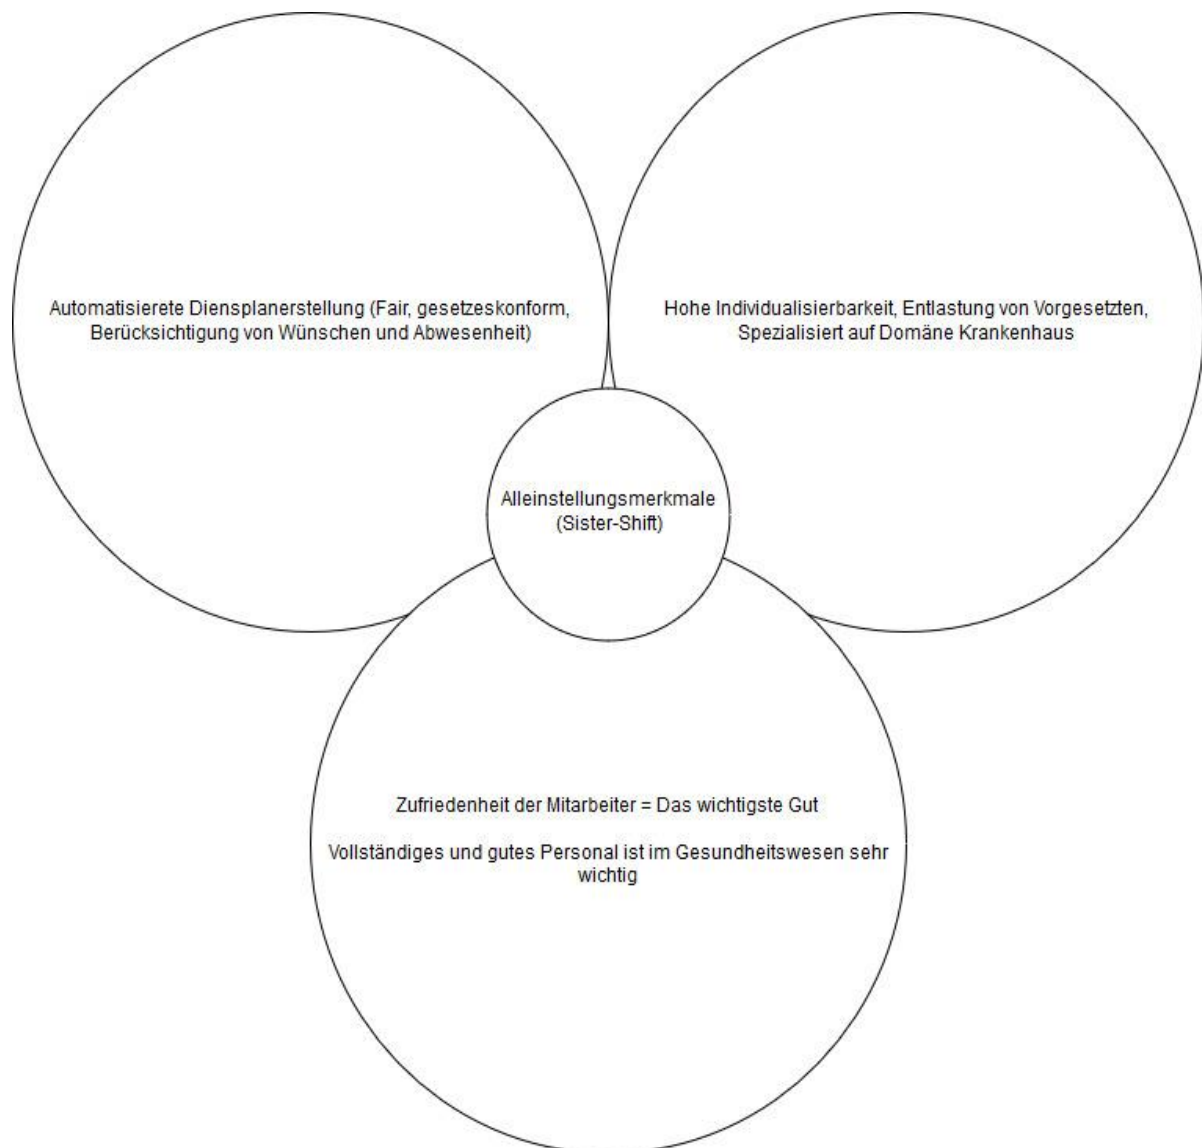 Automatisierete Diensplanerstellung (Fair, gesetzeskonform,
Berücksichtigung von Wünschen und Abwesenheit)
Hohe Individualisierbarkeit, Entlastung von Vorgesetzten,
Spezialisiert auf Domäne Krankenhaus
Alleinstellungsmerkmale
(Sister-Shift)
Zufriedenheit der Mitarbeiter = Das wichtigste Gut
Vollständiges und gutes Personal ist im Gesundheitswesen sehr
wichtig